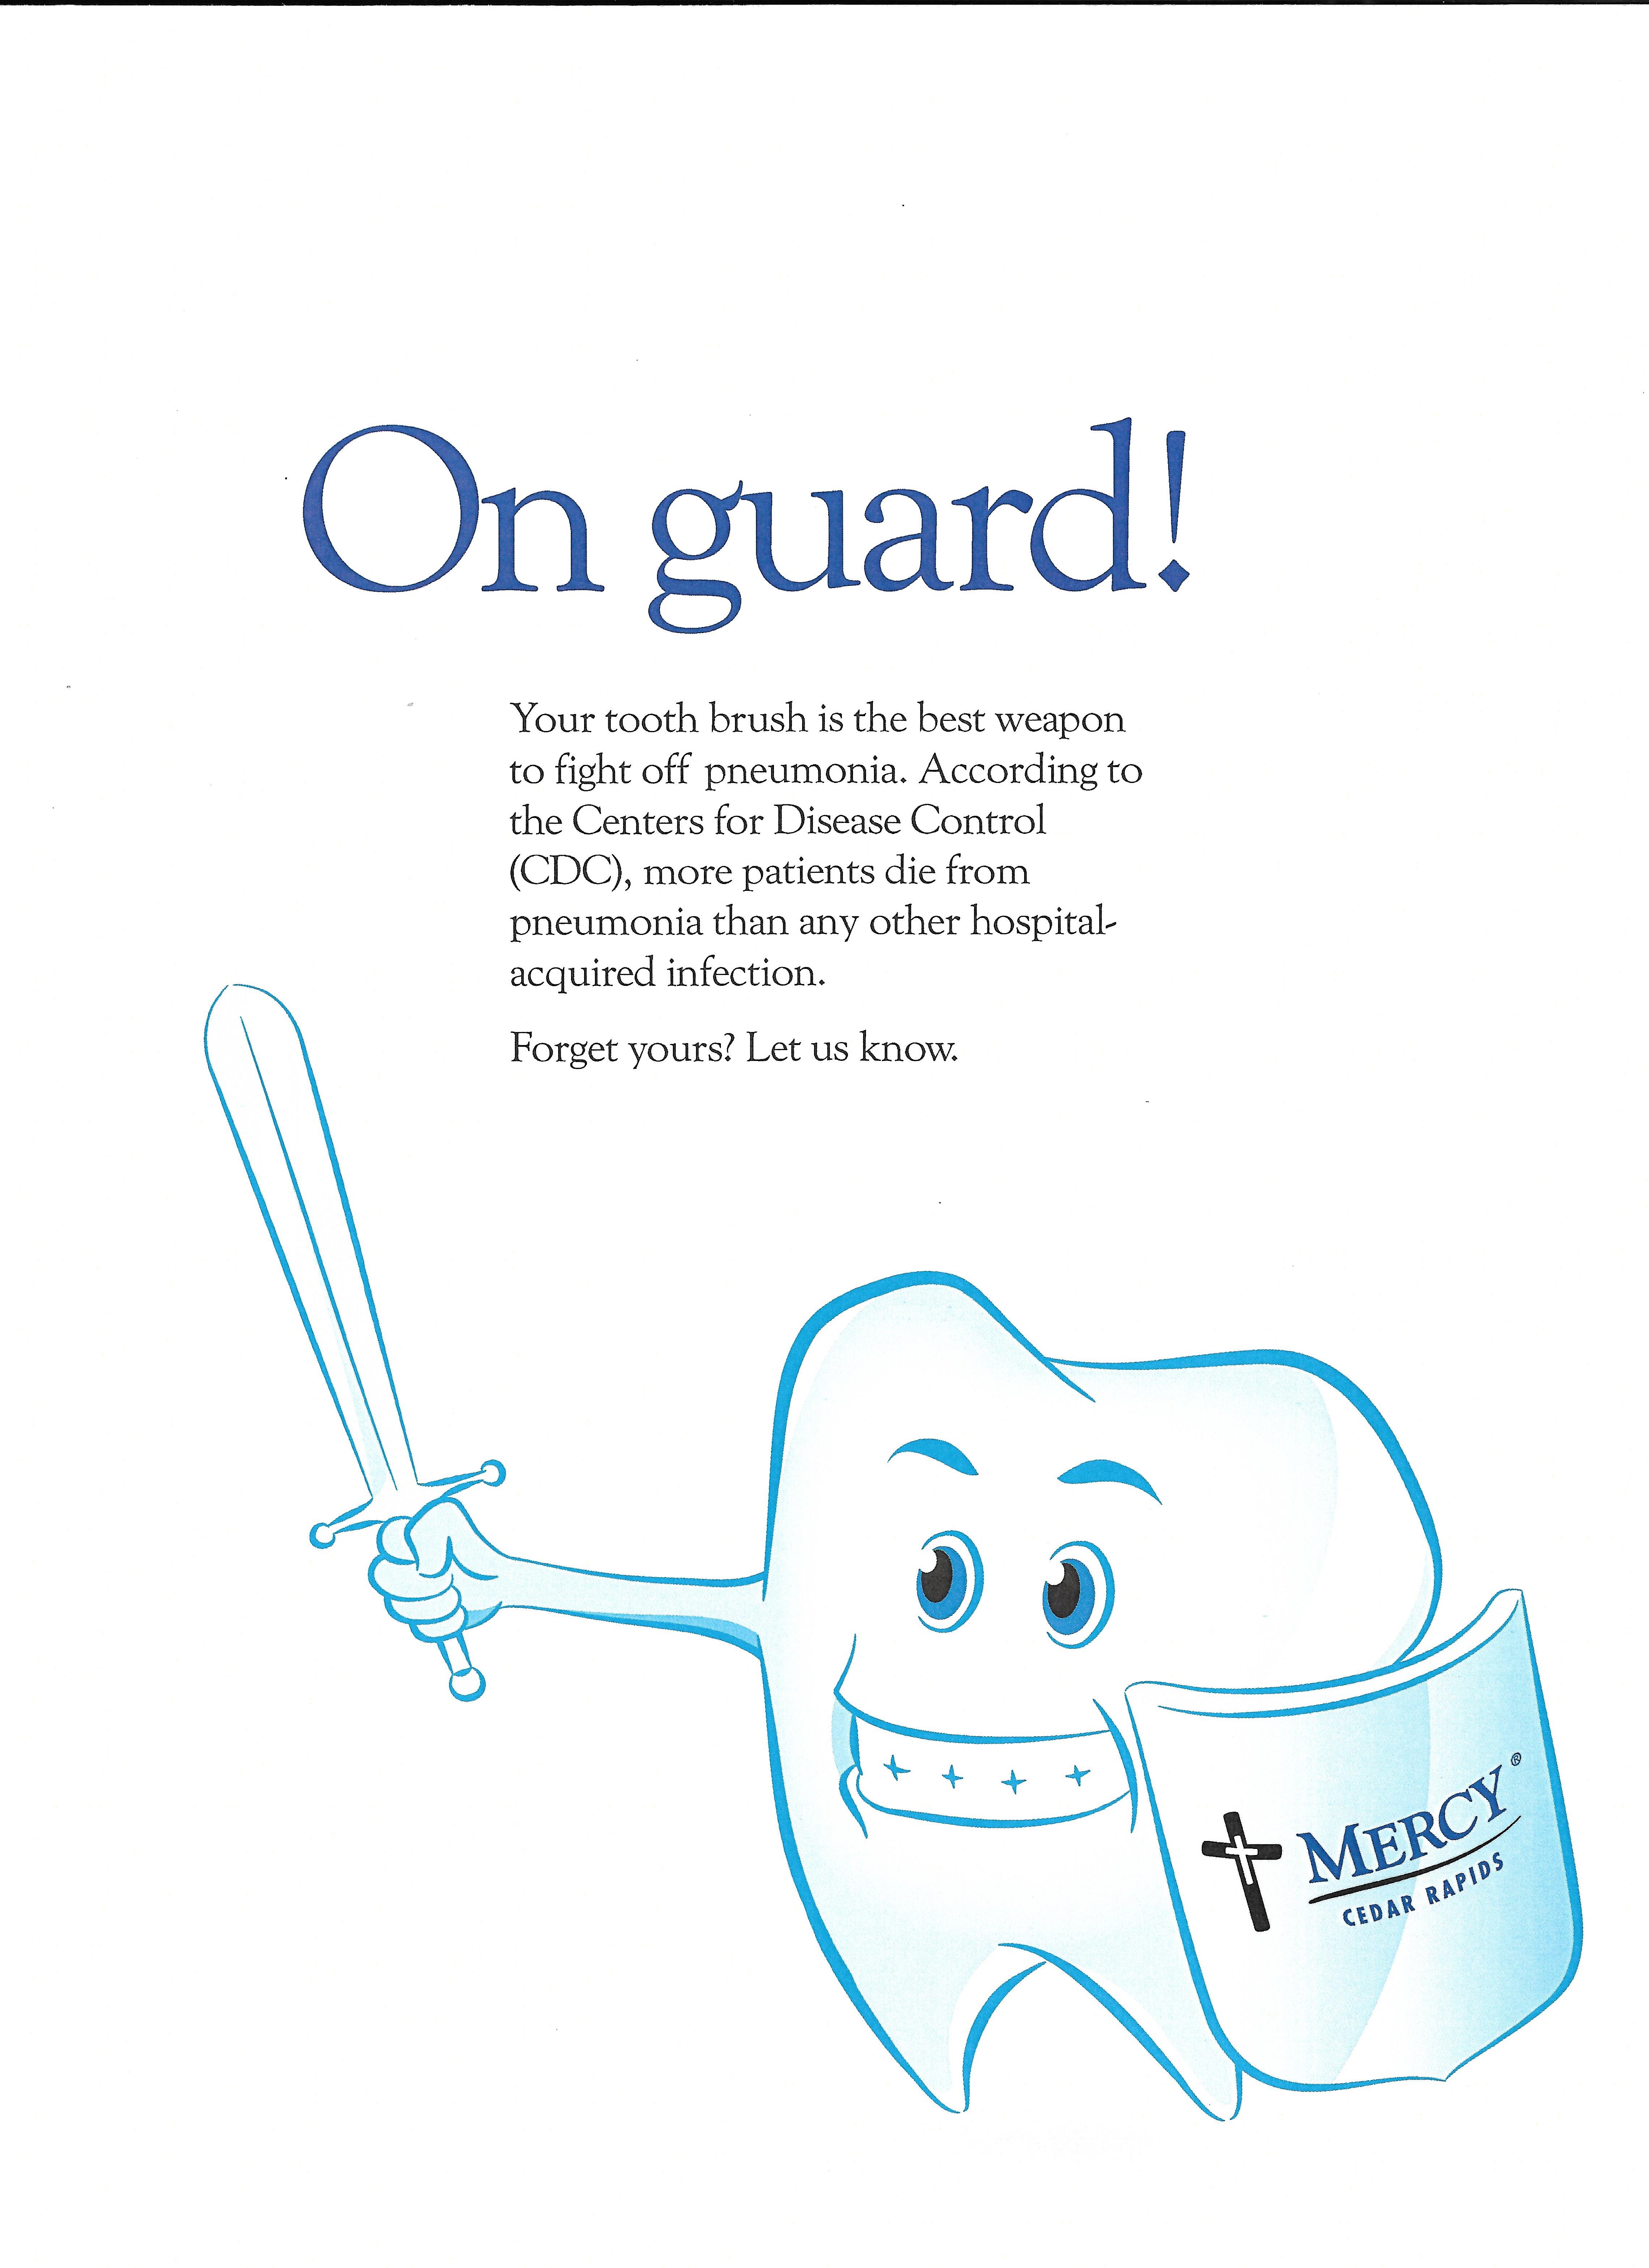 On guard!
Your tooth brush is the best weapon
to fight off pneumonia. According to
the Centers for Disease Control
(CDC), more patients die from
pneumonia than any other hospital-
acquired infection.
Forget yours? Let us know.
MERCY®
CEDAR RAPIDS